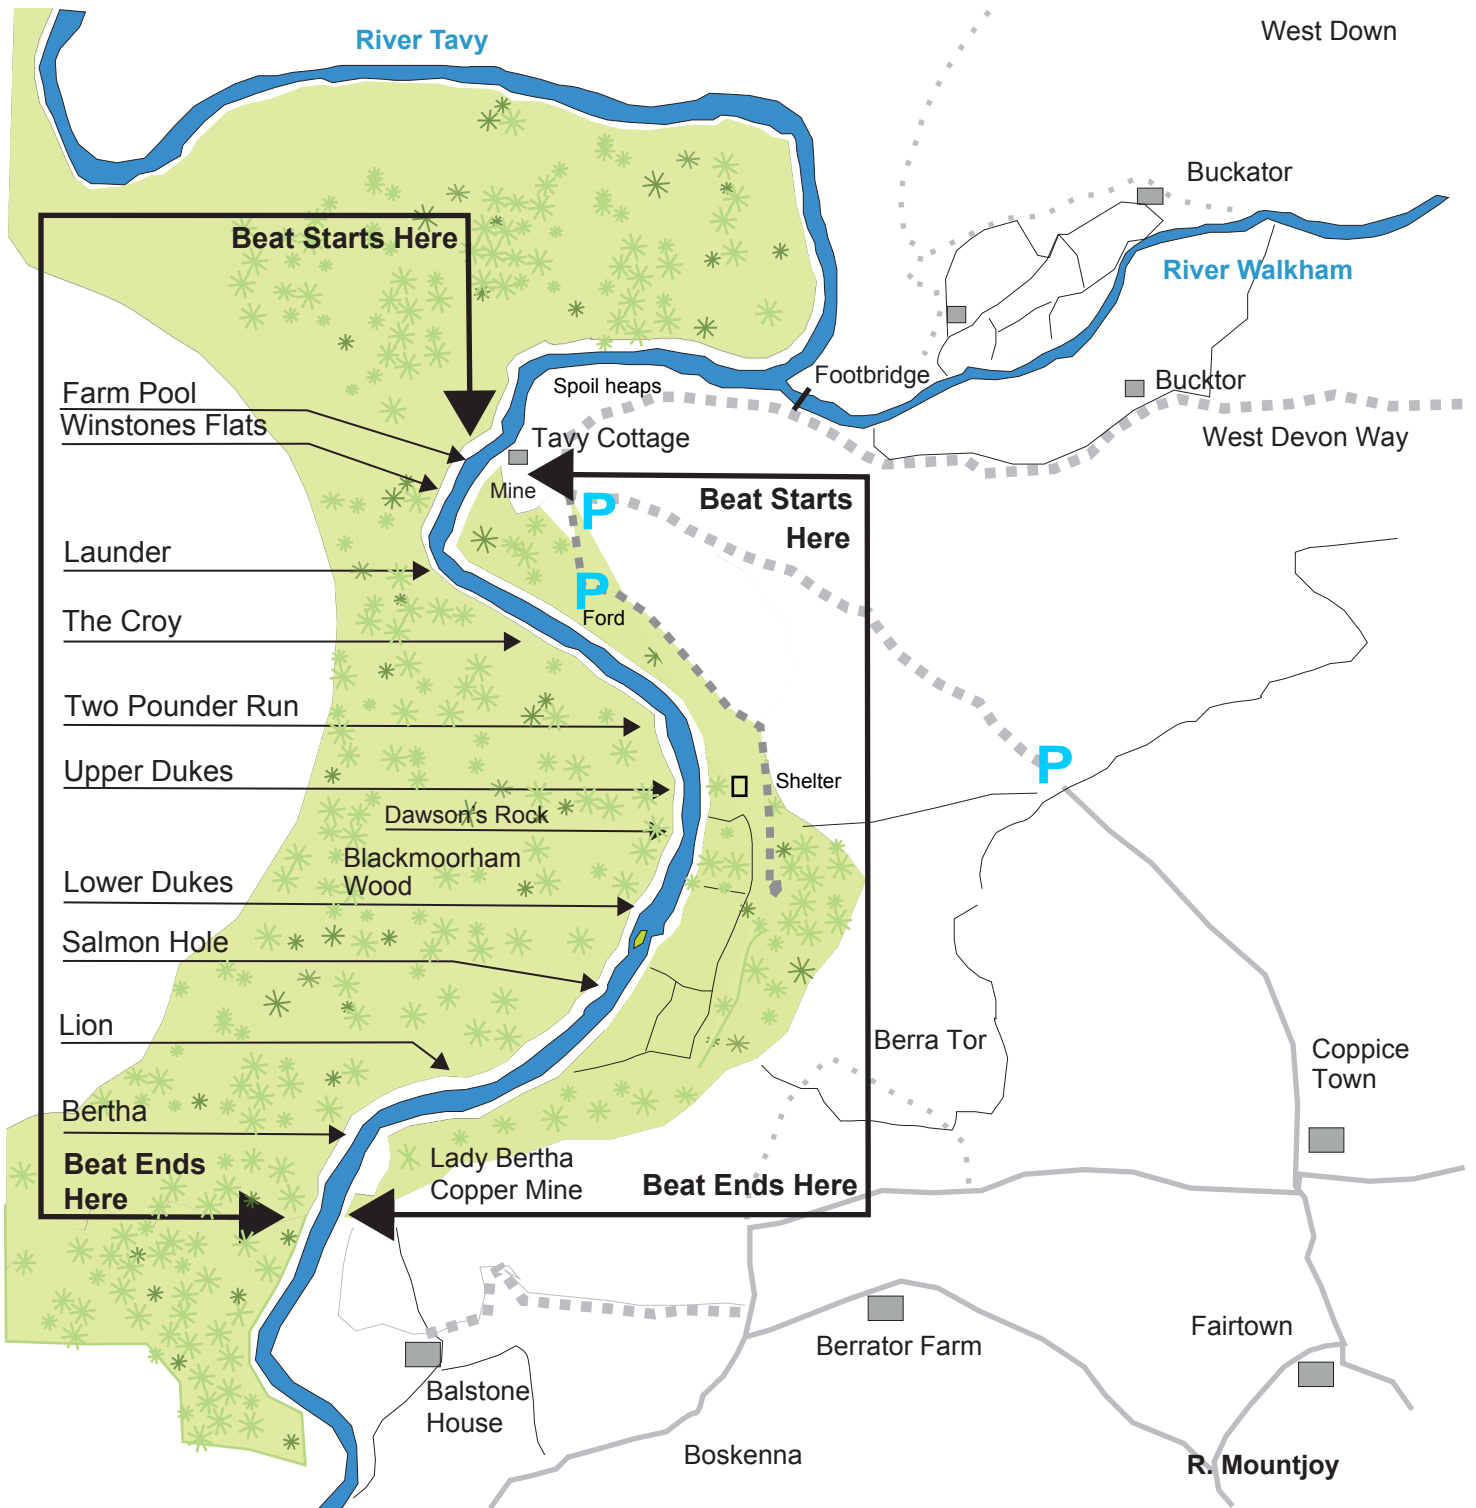 West Down
River Tavy
Buckator
Beat Starts Here
River Walkham
Footbridge
Spoil heaps
Bucktor
Farm Pool
Winstones Flats
Tavy Cottage
West Devon Way
Mine
P
Beat Starts
Here
Launder
P
Ford
The Croy
Two Pounder Run
P
Upper Dukes
Shelter
Dawson's Rock
Blackmoorham
Wood
Lower Dukes
Salmon Hole
Lion
Berra Tor
Coppice
Town
Bertha
Beat Ends
Here
Lady Bertha
Copper Mine
Beat Ends Here
Fairtown
Berrator Farm
Balstone
House
Boskenna
R. Mountjoy